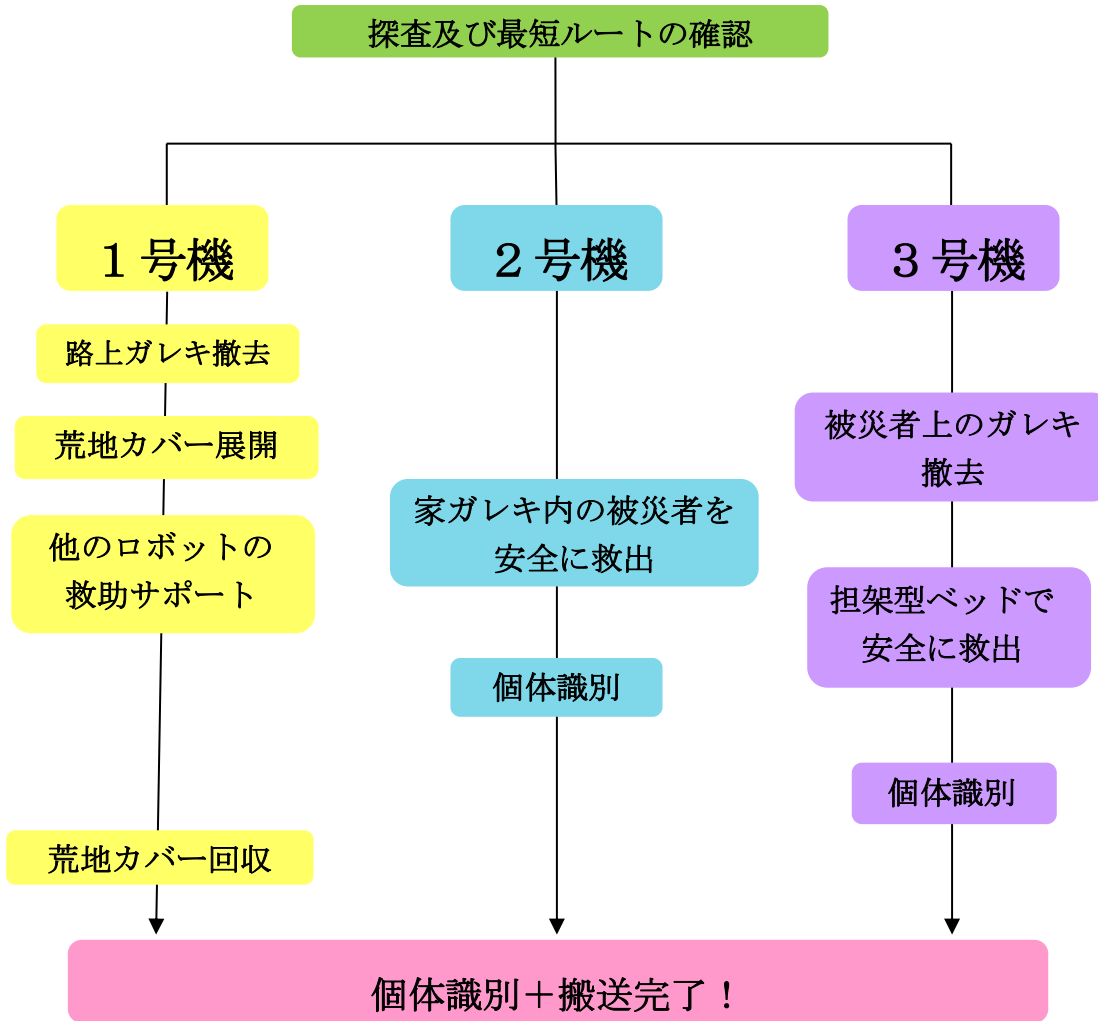 探査及び最短ルートの確認
1号機
路上ガレキ撤去
荒地カバー展開
他のロボットの
救助サポート
荒地カバー回収
2号機
家ガレキ内の被災者を
安全に救出
個体識別
3号機
被災者上のガレキ
撤去
担架型ベッドで
安全に救出
個体識別
個体識別+搬送完了!